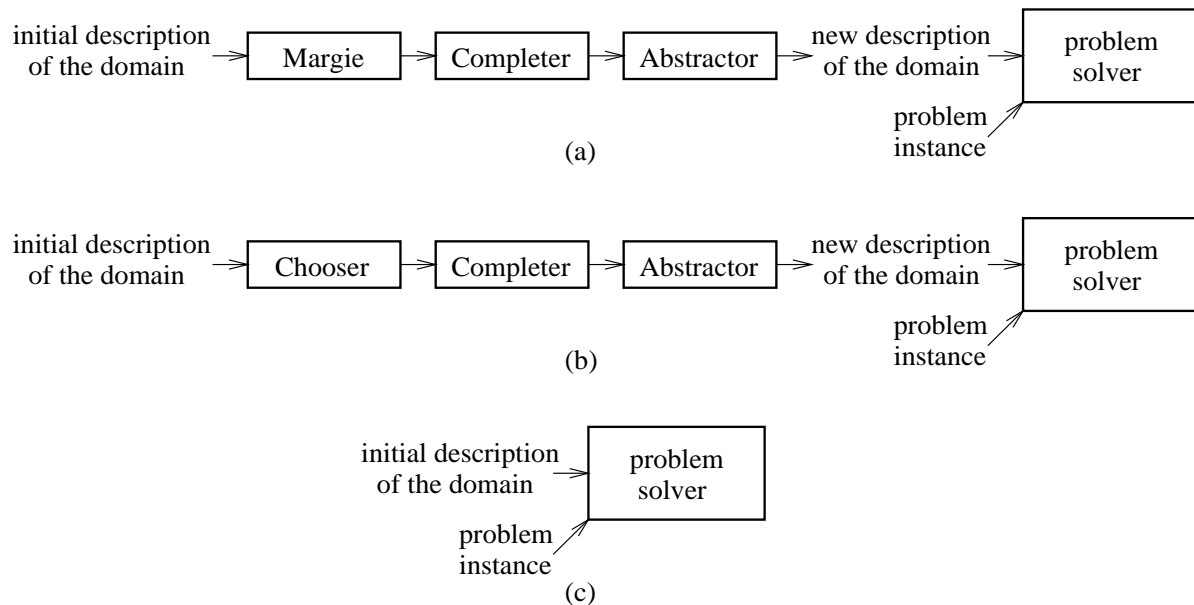 initial description
of the domain
Margie
Completer
Abstractor
new description
of the domain
problem
solver
problem
instance
(a)
initial description
of the domain
Chooser
Completer
Abstractor
new description
of the domain
problem
solver
problem
instance
(b)
initial description
of the domain
problem
solver
problem
instance
(c)